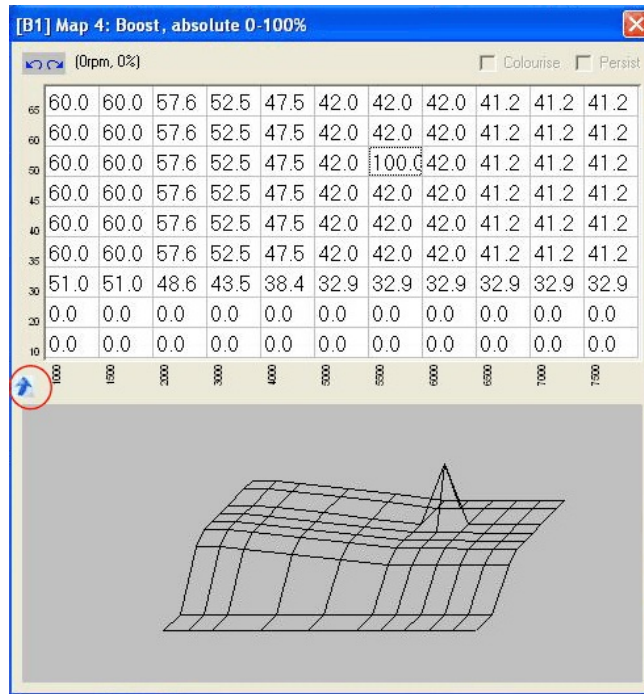 [B1] Map 4: Boost, absolute 0-100%
(0rpm, 0%) Colourise Persist
65 60.0 60.0 57.6 52.5 47.5 42.0 42.0 42.0 41.2 41.2 41.2
60 60.0 60.0 57.6 52.5 47.5 42.0 42.0 42.0 41.2 41.2 41.2
50 60.0 60.0 57.6 52.5 47.5 42.0 100.0 42.0 41.2 41.2 41.2
45 60.0 60.0 57.6 52.5 47.5 42.0 42.0 42.0 41.2 41.2 41.2
40 60.0 60.0 57.6 52.5 47.5 42.0 42.0 42.0 41.2 41.2 41.2
35 60.0 60.0 57.6 52.5 47.5 42.0 42.0 42.0 41.2 41.2 41.2
30 51.0 51.0 48.6 43.5 38.4 32.9 32.9 32.9 32.9 32.9 32.9
20 0.0 0.0 0.0 0.0 0.0 0.0 0.0 0.0 0.0 0.0 0.0
10 0.0 0.0 0.0 0.0 0.0 0.0 0.0 0.0 0.0 0.0 0.0
1000 1500 2000 3000 4000 5000 5500 6000 6500 7000 7500